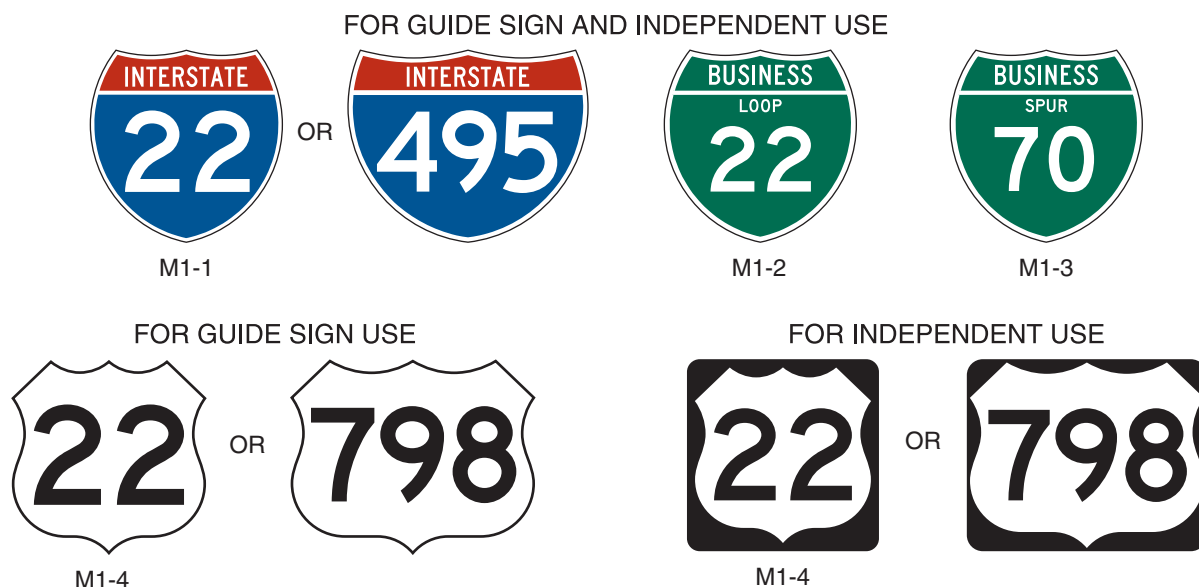 FOR GUIDE SIGN AND INDEPENDENT USE
INTERSTATE
22
OR
INTERSTATE
495
BUSINESS
LOOP
22
BUSINESS
SPUR
70
M1-1
M1-2
M1-3
FOR GUIDE SIGN USE
FOR INDEPENDENT USE
22
OR
798
22
OR
798
M1-4
M1-4